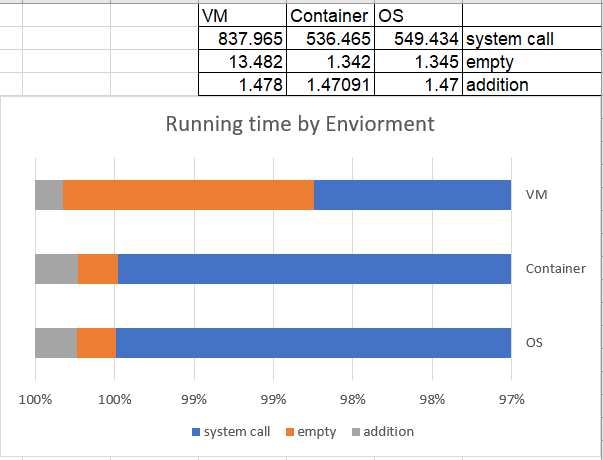 VM Container OS
837.965 536.465 549.434 system call
13.482 1.342 1.345 empty
1.478 1.47091 1.47 addition
Running time by Enviorment
VM
Container
OS
100% 100% 99% 99% 98% 98% 97%
system call empty addition